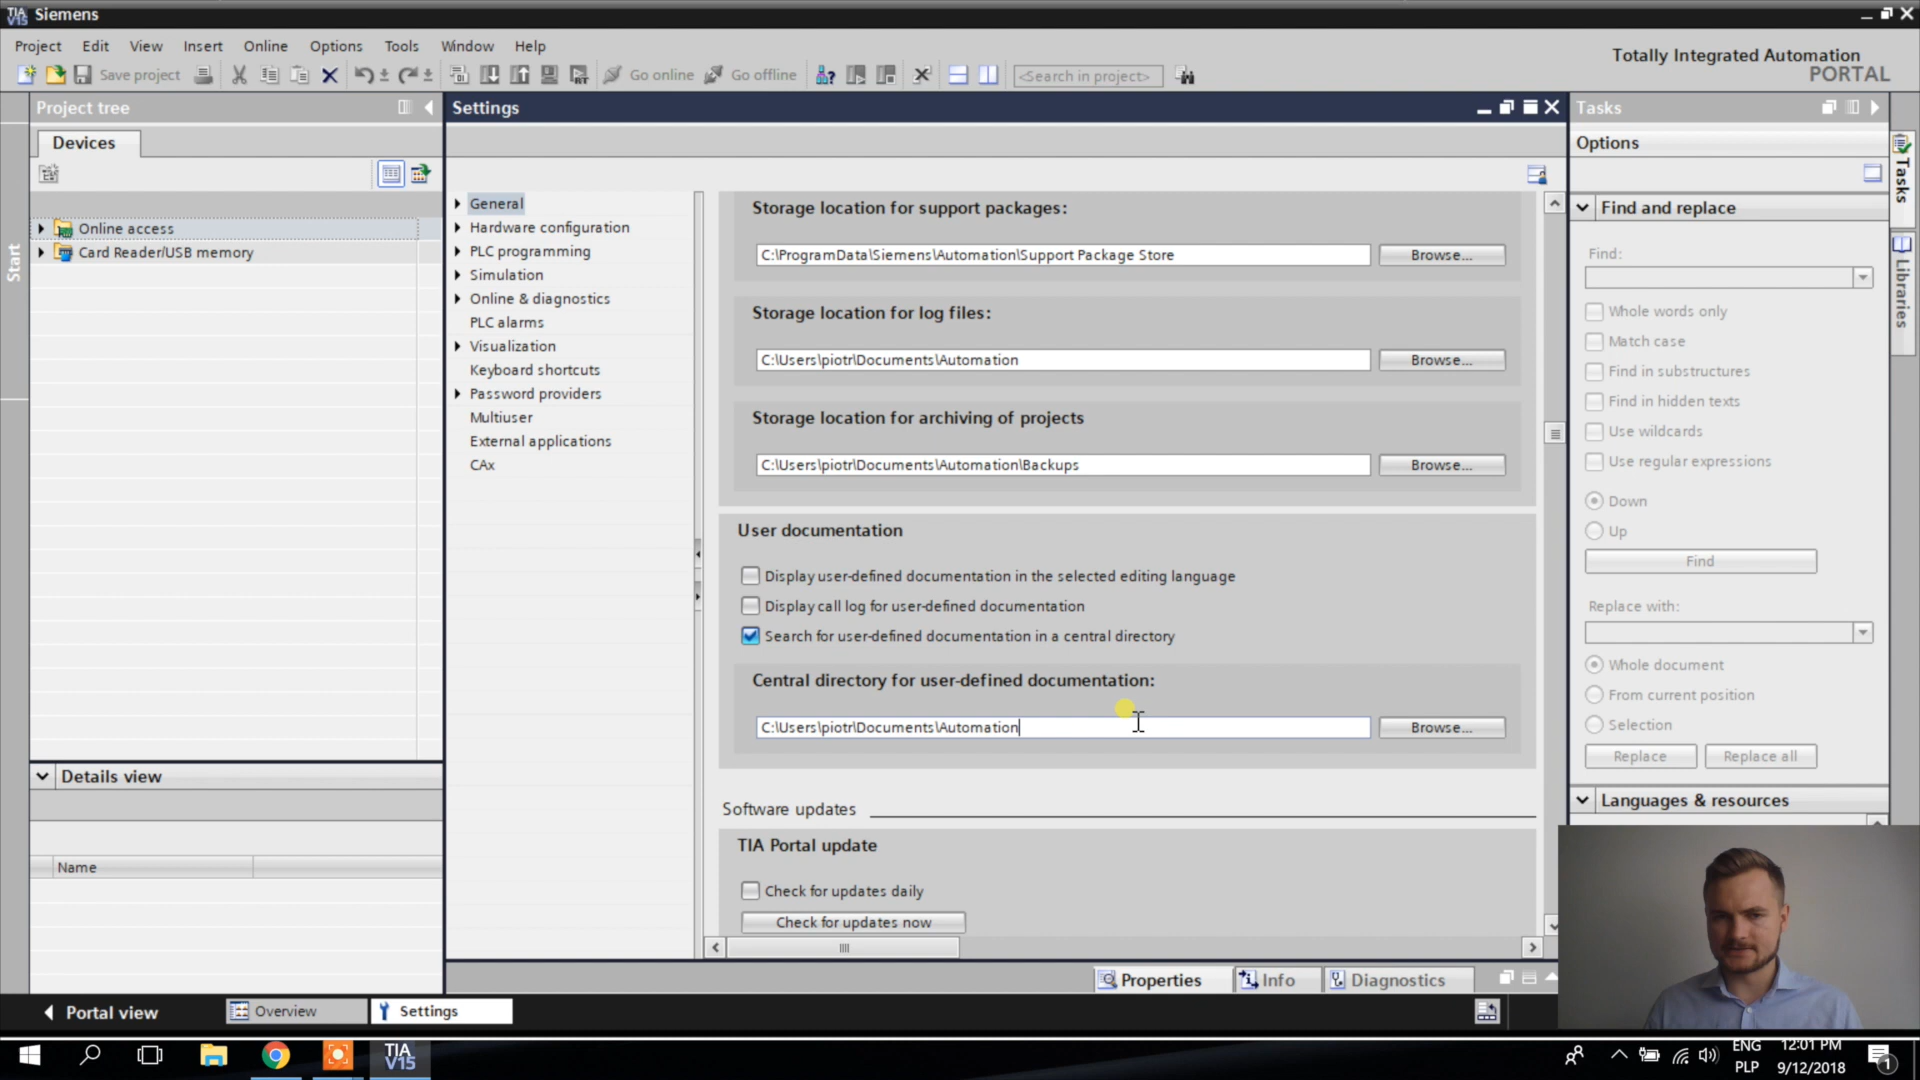 TIA V15 Siemens
Project Edit View Insert Online Options Tools Window Help
Totally Integrated Automation
PORTAL
Save project Go online Go offline <Search in project>
Project tree
Settings
Tasks
Devices
Options
Start
Online access
Card Reader/USB memory
General
Hardware configuration
PLC programming
Simulation
Online & diagnostics
PLC alarms
Visualization
Keyboard shortcuts
Password providers
Multiuser
External applications
CAx
Storage location for support packages:
C:\ProgramData\Siemens\Automation\Support Package Store
Browse...
Storage location for log files:
C:\Users\piotr\Documents\Automation
Browse...
Storage location for archiving of projects
C:\Users\piotr\Documents\Automation\Backups
Browse...
User documentation
Display user-defined documentation in the selected editing language
Display call log for user-defined documentation
Search for user-defined documentation in a central directory
Central directory for user-defined documentation:
C:\Users\piotr\Documents\Automation
Browse...
Software updates
TIA Portal update
Check for updates daily
Check for updates now
Find and replace
Find:
Whole words only
Match case
Find in substructures
Find in hidden texts
Use wildcards
Use regular expressions
Down
Up
Find
Replace with:
Whole document
From current position
Selection
Replace Replace all
Languages & resources
Tasks
Libraries
Details view
Name
Properties Info Diagnostics
Portal view Overview Settings
TIA V15
ENG
PLP
12:01 PM
9/12/2018
1